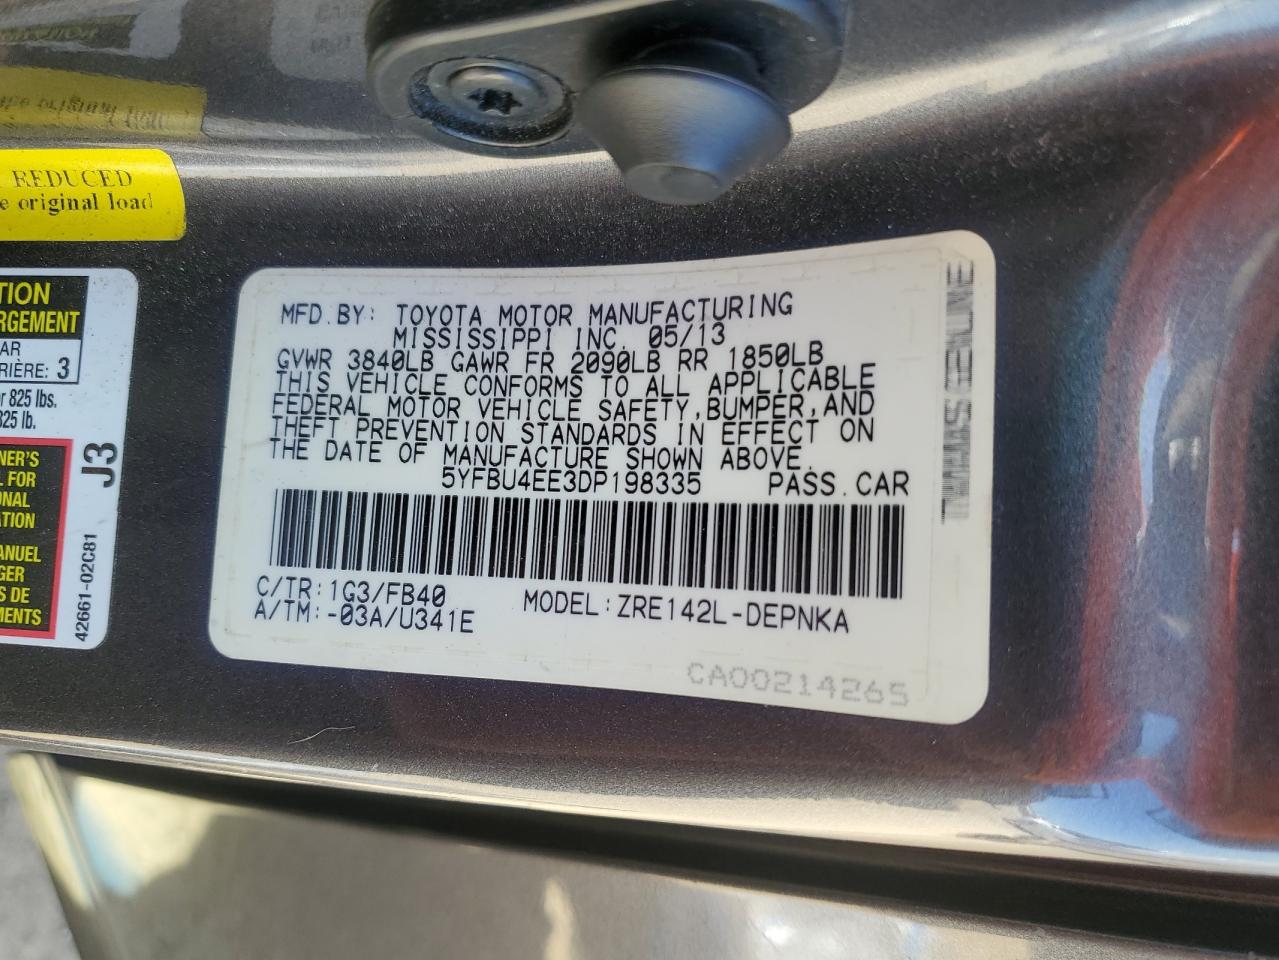 REDUCED
e original load
TION
RGEMENT
AR
RIÈRE: 3
r 825 lbs.
825 lb.
NER'S
L FOR
ONAL
ATION
ANUEL
GER
S DE
MENTS
J3
42661-02C81
MFD.BY: TOYOTA MOTOR MANUFACTURING
MISSISSIPPI INC. 05/13
GVWR 3840LB GAWR FR 2090LB RR 1850LB
THIS VEHICLE CONFORMS TO ALL APPLICABLE
FEDERAL MOTOR VEHICLE SAFETY,BUMPER,AND
THEFT PREVENTION STANDARDS IN EFFECT ON
THE DATE OF MANUFACTURE SHOWN ABOVE.
5YFBU4EE3DP198335 PASS.CAR
C/TR:1G3/FB40
A/TM:-03A/U341E
MODEL:ZRE142L-DEPNKA
CA00214265